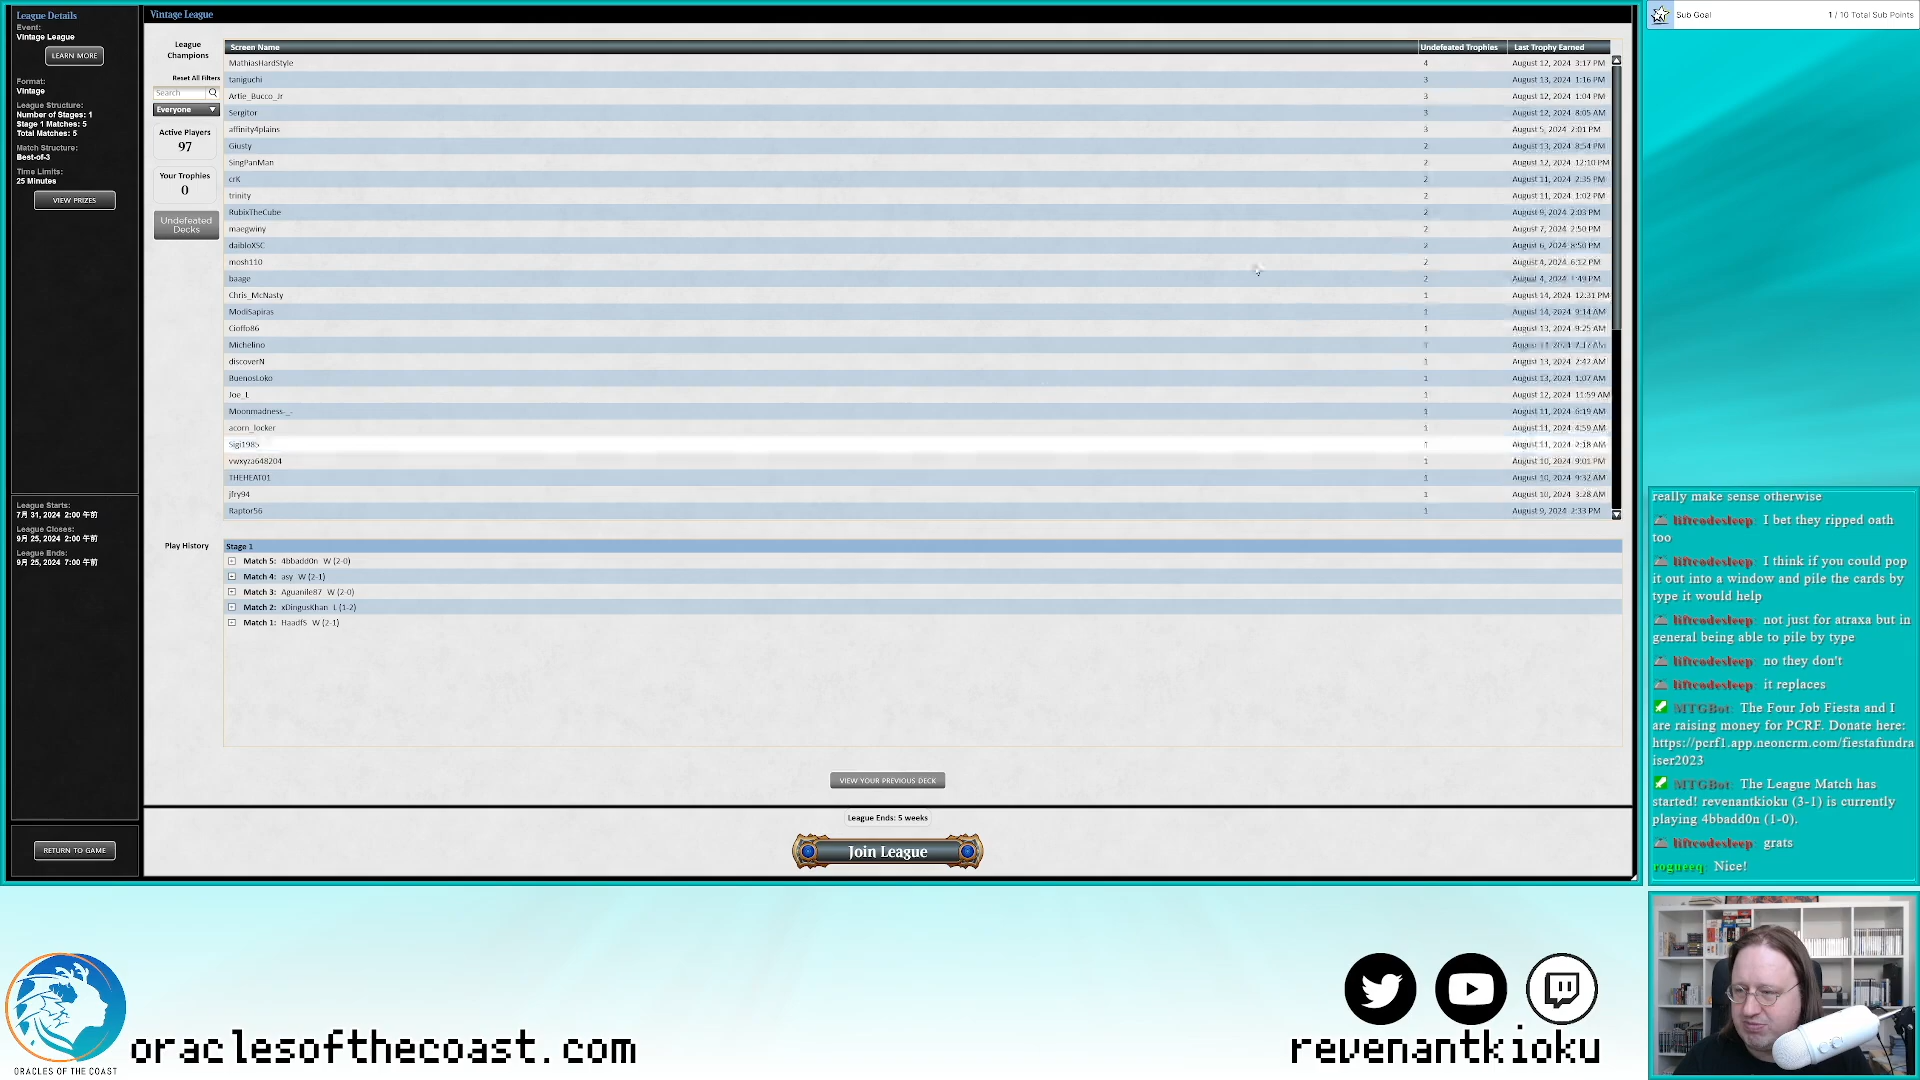 League Details
Event:
Vintage League
LEARN MORE
Format:
Vintage
League Structure:
Number of Stages: 1
Stage 1 Matches: 5
Total Matches: 5
Match Structure:
Best-of-3
Time Limits:
25 Minutes
VIEW PRIZES
League Starts:
7月 31, 2024 2:00 午前
League Closes:
9月 25, 2024 2:00 午前
League Ends:
9月 25, 2024 7:00 午前
RETURN TO GAME
Vintage League
League Champions
Reset All Filters
Search
Everyone
Active Players
97
Your Trophies
0
Undefeated Decks
Screen Name Undefeated Trophies Last Trophy Earned
MathiasHardStyle 4 August 12, 2024 3:17 PM
taniguchi 3 August 13, 2024 1:16 PM
Artie_Bucco_Jr 3 August 12, 2024 1:04 PM
Sergitor 3 August 12, 2024 8:05 AM
affinity4plains 3 August 5, 2024 2:01 PM
Giusty 2 August 13, 2024 8:54 PM
SingPanMan 2 August 12, 2024 12:10 PM
crK 2 August 11, 2024 2:35 PM
trinity 2 August 11, 2024 1:02 PM
RubixTheCube 2 August 9, 2024 2:03 PM
maegwiny 2 August 7, 2024 2:50 PM
daibloXSC 2 August 6, 2024 8:50 PM
mosh110 2 August 4, 2024 6:12 PM
baage 2 August 4, 2024 1:49 PM
Chris_McNasty 1 August 14, 2024 12:31 PM
ModiSapiras 1 August 14, 2024 9:14 AM
Cioffo86 1 August 13, 2024 9:25 AM
Michelino 1
discoverN 1 August 13, 2024 2:42 AM
BuenosLoko 1 August 13, 2024 1:07 AM
Joe_L 1 August 12, 2024 11:59 AM
Moonmadness-_- 1 August 11, 2024 6:19 AM
acorn_locker 1 August 11, 2024 4:59 AM
Sigi1985 1 August 11, 2024 2:18 AM
vwxyza648204 1 August 10, 2024 9:01 PM
THEHEAT01 1 August 10, 2024 9:32 AM
jfry94 1 August 10, 2024 3:28 AM
Raptor56 1 August 9, 2024 2:33 PM
Play History
Stage 1
Match 5: 4bbadd0n W (2-0)
Match 4: asy W (2-1)
Match 3: Aguanile87 W (2-0)
Match 2: xDingusKhan L (1-2)
Match 1: HaadfS W (2-1)
VIEW YOUR PREVIOUS DECK
League Ends: 5 weeks
Join League
Sub Goal 1 / 10 Total Sub Points
really make sense otherwise
liftcodesleep: I bet they ripped oath
too
liftcodesleep: I think if you could pop
it out into a window and pile the cards by
type it would help
liftcodesleep: not just for atraxa but in
general being able to pile by type
liftcodesleep: no they don't
liftcodesleep: it replaces
MTGBot: The Four Job Fiesta and I
are raising money for PCRF. Donate here:
https://pcrf1.app.neoncrm.com/fiestafundra
iser2023
MTGBot: The League Match has
started! revenantkioku (3-1) is currently
playing 4bbadd0n (1-0).
liftcodesleep: grats
rogueeq: Nice!
ORACLES OF THE COAST
oraclesofthecoast.com
revenantkioku